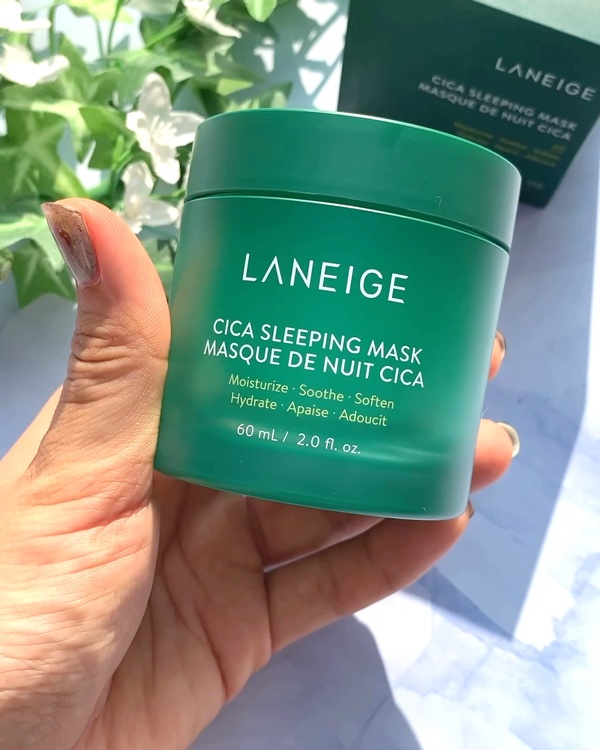 LANEIGE
CICA SLEEPING MASK
MASQUE DE NUIT CICA
LANEIGE
CICA SLEEPING MASK
MASQUE DE NUIT CICA
Moisturize · Soothe · Soften
Hydrate · Apaise · Adoucit
60 mL / 2.0 fl. oz.